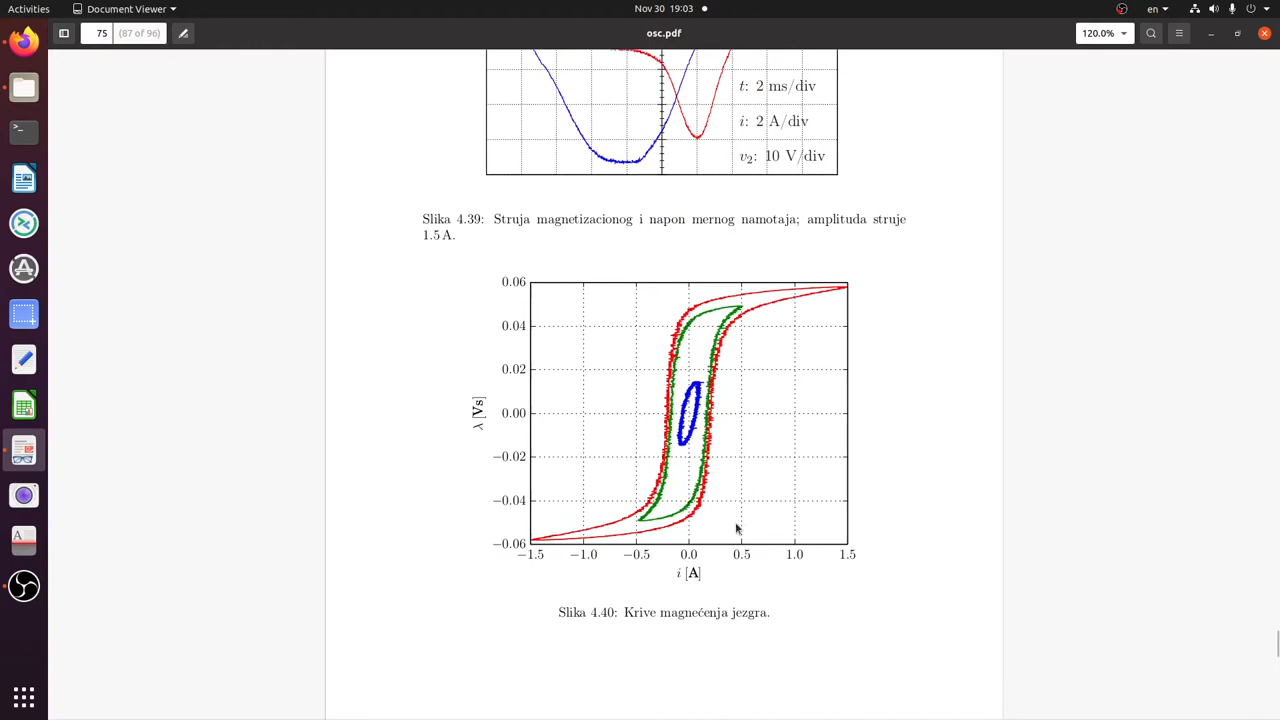 Activities
Document Viewer
Nov 30 19:03
en
75
(87 of 96)
osc.pdf
120.0%
t: 2 ms/div
i: 2 A/div
v₂: 10 V/div
Slika 4.39: Struja magnetizacionog i napon mernog namotaja; amplituda struje
1.5 A.
0.06
0.04
0.02
0.00
−0.02
−0.04
−0.06
λ [Vs]
−1.5 −1.0 −0.5 0.0 0.5 1.0 1.5
i [A]
Slika 4.40: Krive magnećenja jezgra.